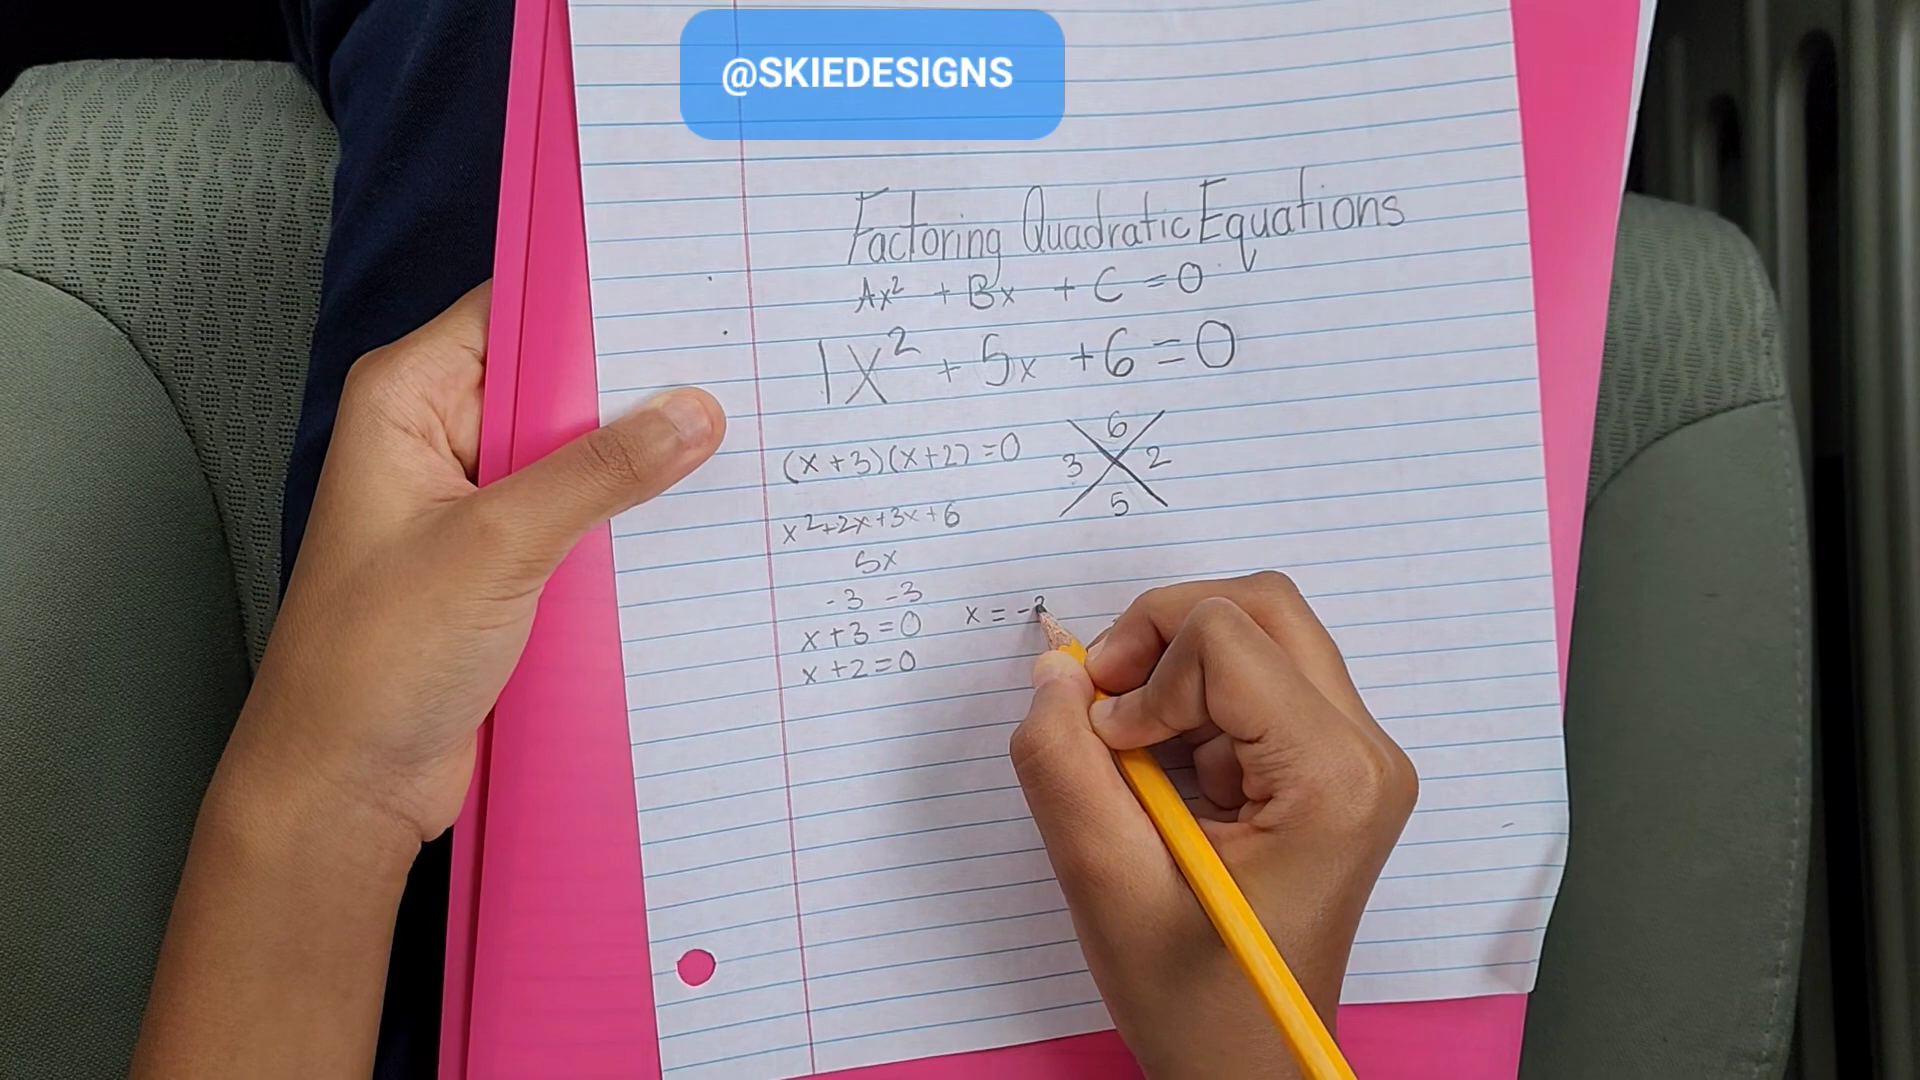 @SKIEDESIGNS
Factoring Quadratic Equations
Ax² + Bx + C = 0
1x² + 5x + 6 = 0
(x+3)(x+2) = 0
6
3 2
5
x²+2x+3x+6
5x
-3 -3
x+3=0 x = -3
x+2=0